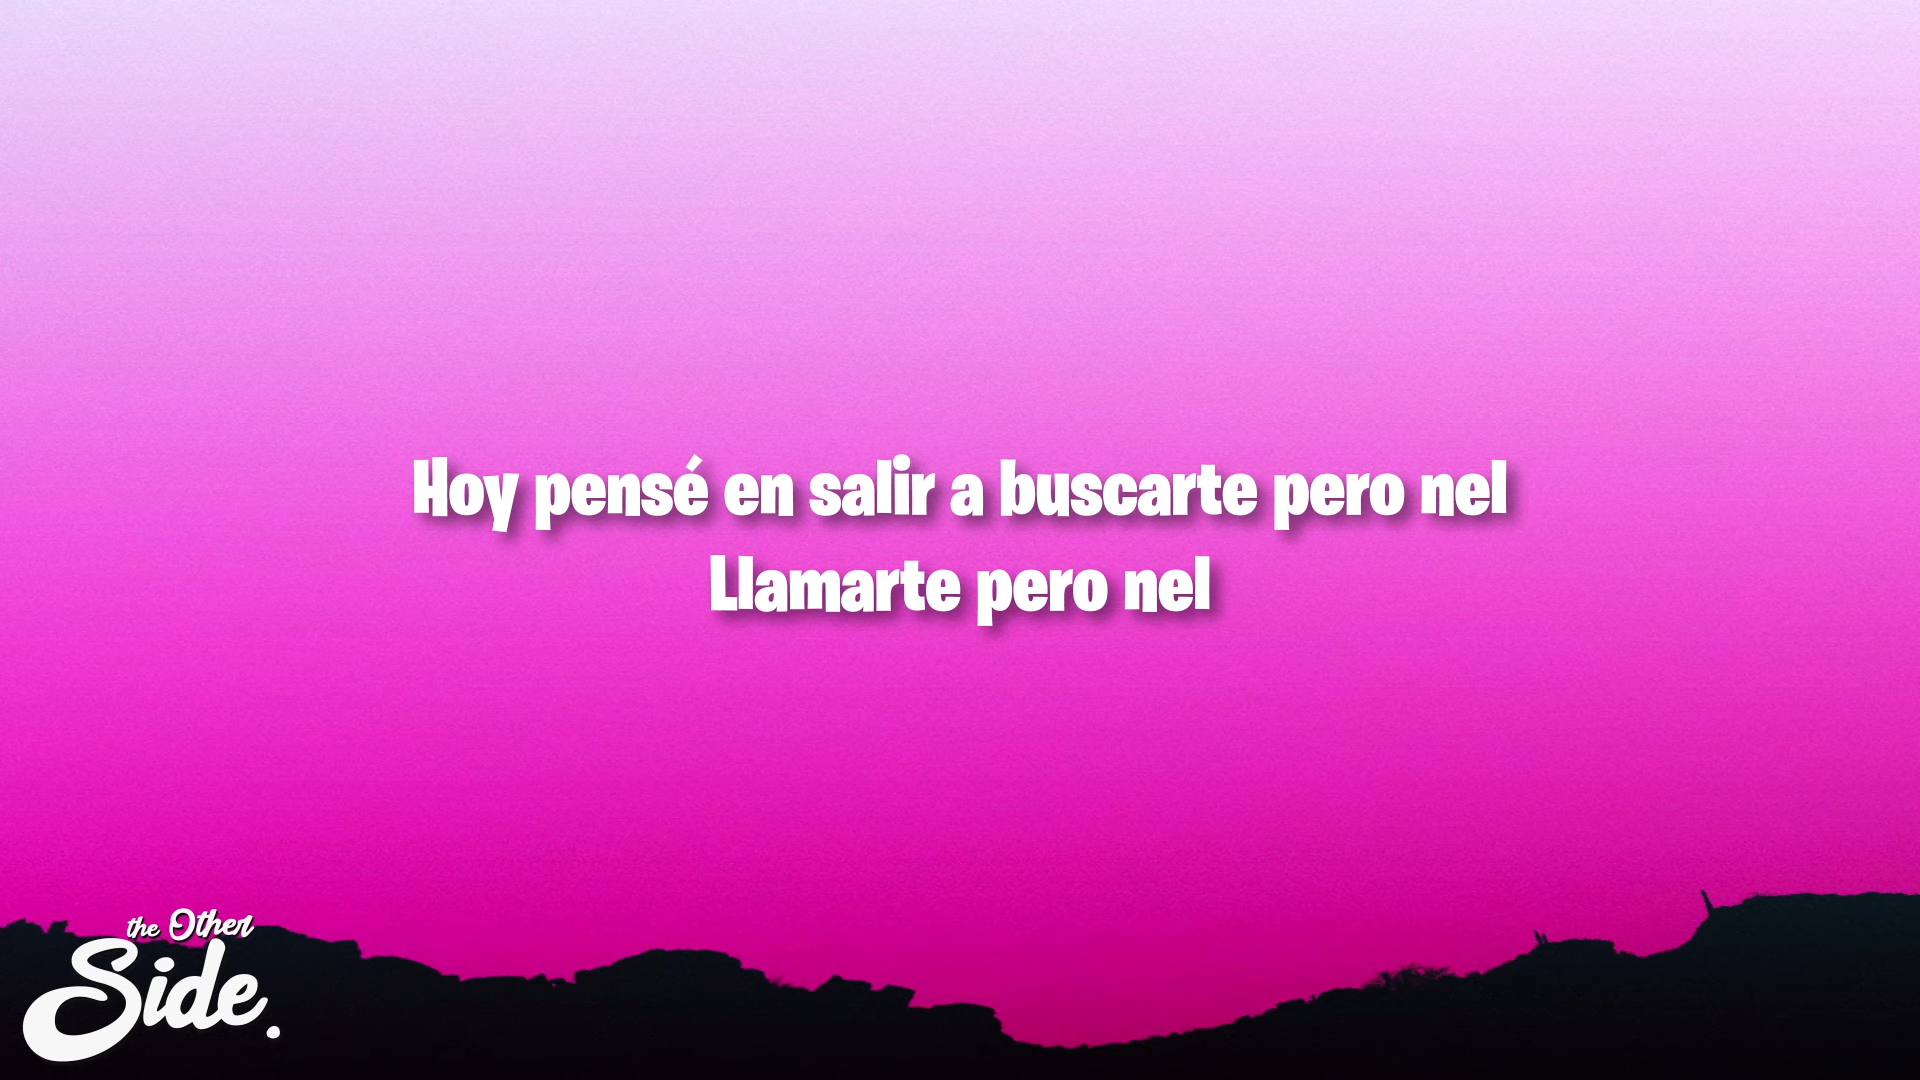 Hoy pensé en salir a buscarte pero nel
Llamarte pero nel
the Other
Side.